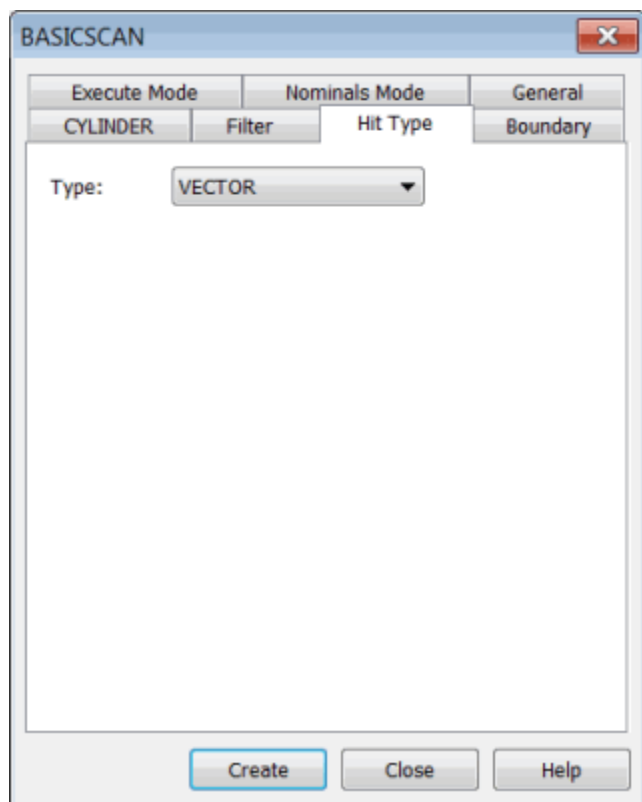 BASICSCAN
Execute Mode Nominals Mode General
CYLINDER Filter Hit Type Boundary
Type: VECTOR
Create Close Help